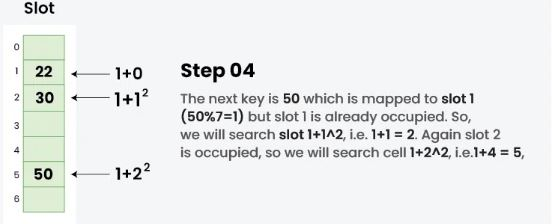 Slot
0
1 22 1+0
2 30 1+1²
3
4
5 50 1+2²
6
Step 04
The next key is 50 which is mapped to slot 1
(50%7=1) but slot 1 is already occupied. So,
we will search slot 1+1^2, i.e. 1+1 = 2. Again slot 2
is occupied, so we will search cell 1+2^2, i.e.1+4 = 5,